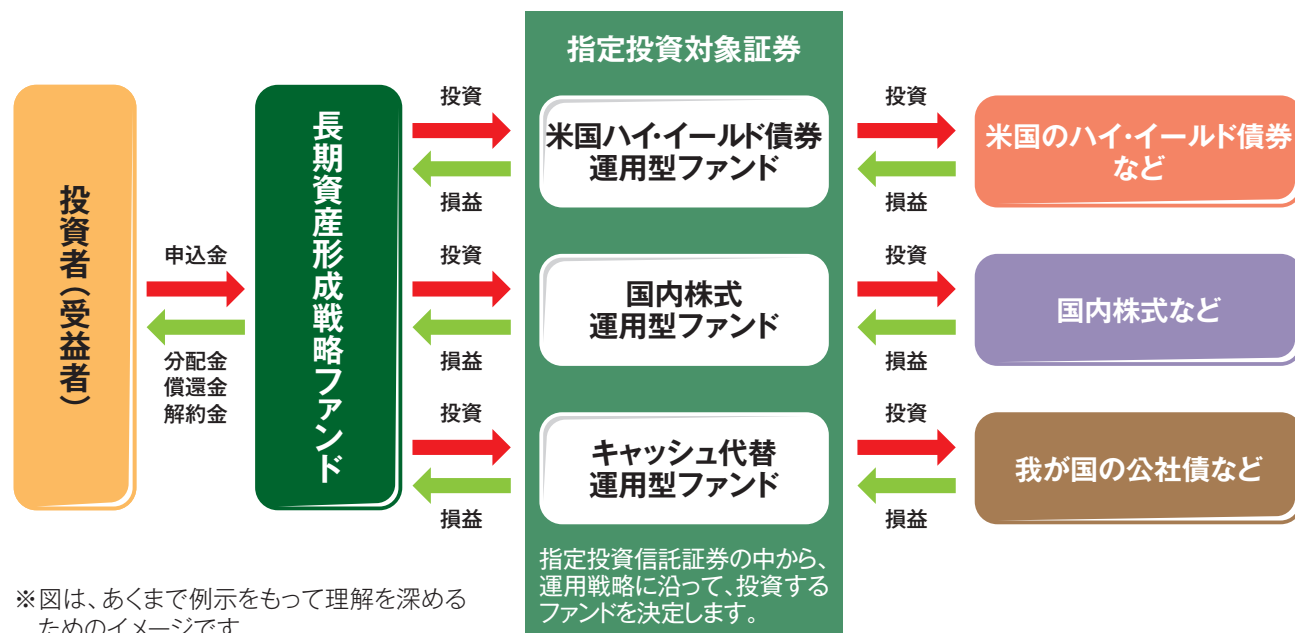 指定投資対象証券
投資者(受益者)
申込金
分配金
償還金
解約金
長期資産形成戦略ファンド
投資
損益
米国ハイ・イールド債券
運用型ファンド
投資
損益
米国のハイ・イールド債券
など
投資
損益
国内株式
運用型ファンド
投資
損益
国内株式など
投資
損益
キャッシュ代替
運用型ファンド
投資
損益
我が国の公社債など
指定投資信託証券の中から、
運用戦略に沿って、投資する
ファンドを決定します。
※図は、あくまで例示をもって理解を深める
ためのイメージです